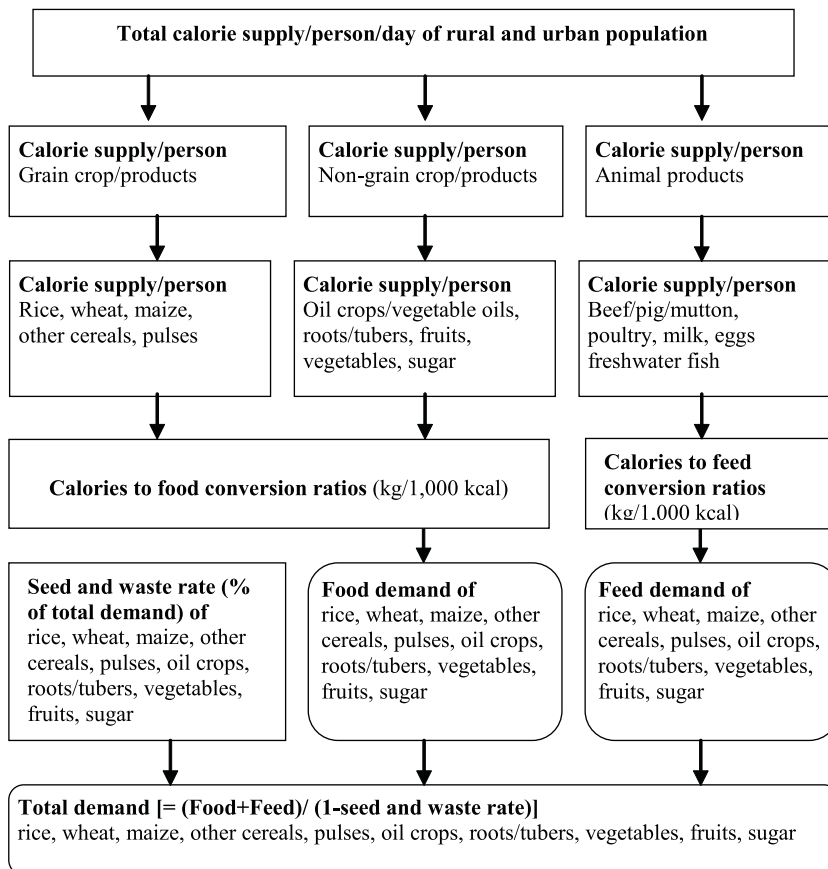 Total calorie supply/person/day of rural and urban population
Calorie supply/person
Grain crop/products
Calorie supply/person
Non-grain crop/products
Calorie supply/person
Animal products
Calorie supply/person
Rice, wheat, maize,
other cereals, pulses
Calorie supply/person
Oil crops/vegetable oils,
roots/tubers, fruits,
vegetables, sugar
Calorie supply/person
Beef/pig/mutton,
poultry, milk, eggs
freshwater fish
Calories to food conversion ratios (kg/1,000 kcal)
Calories to feed
conversion ratios
(kg/1,000 kcal)
Seed and waste rate (%
of total demand) of
rice, wheat, maize, other
cereals, pulses, oil crops,
roots/tubers, vegetables,
fruits, sugar
Food demand of
rice, wheat, maize, other
cereals, pulses, oil crops,
roots/tubers, vegetables,
fruits, sugar
Feed demand of
rice, wheat, maize, other
cereals, pulses, oil crops,
roots/tubers, vegetables,
fruits, sugar
Total demand [= (Food+Feed)/ (1-seed and waste rate)]
rice, wheat, maize, other cereals, pulses, oil crops, roots/tubers, vegetables, fruits, sugar